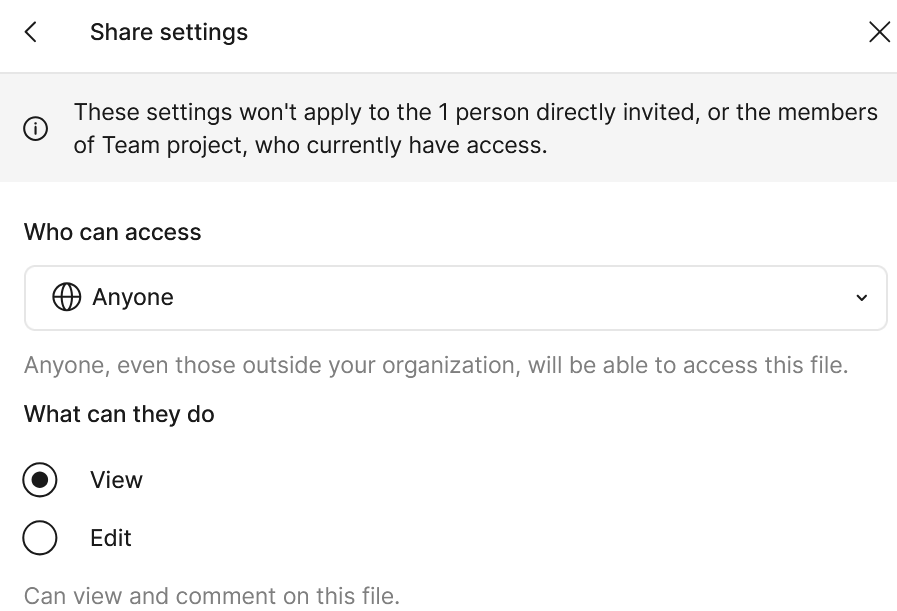 Share settings
These settings won't apply to the 1 person directly invited, or the members
of Team project, who currently have access.
Who can access
Anyone
Anyone, even those outside your organization, will be able to access this file.
What can they do
View
Edit
Can view and comment on this file.